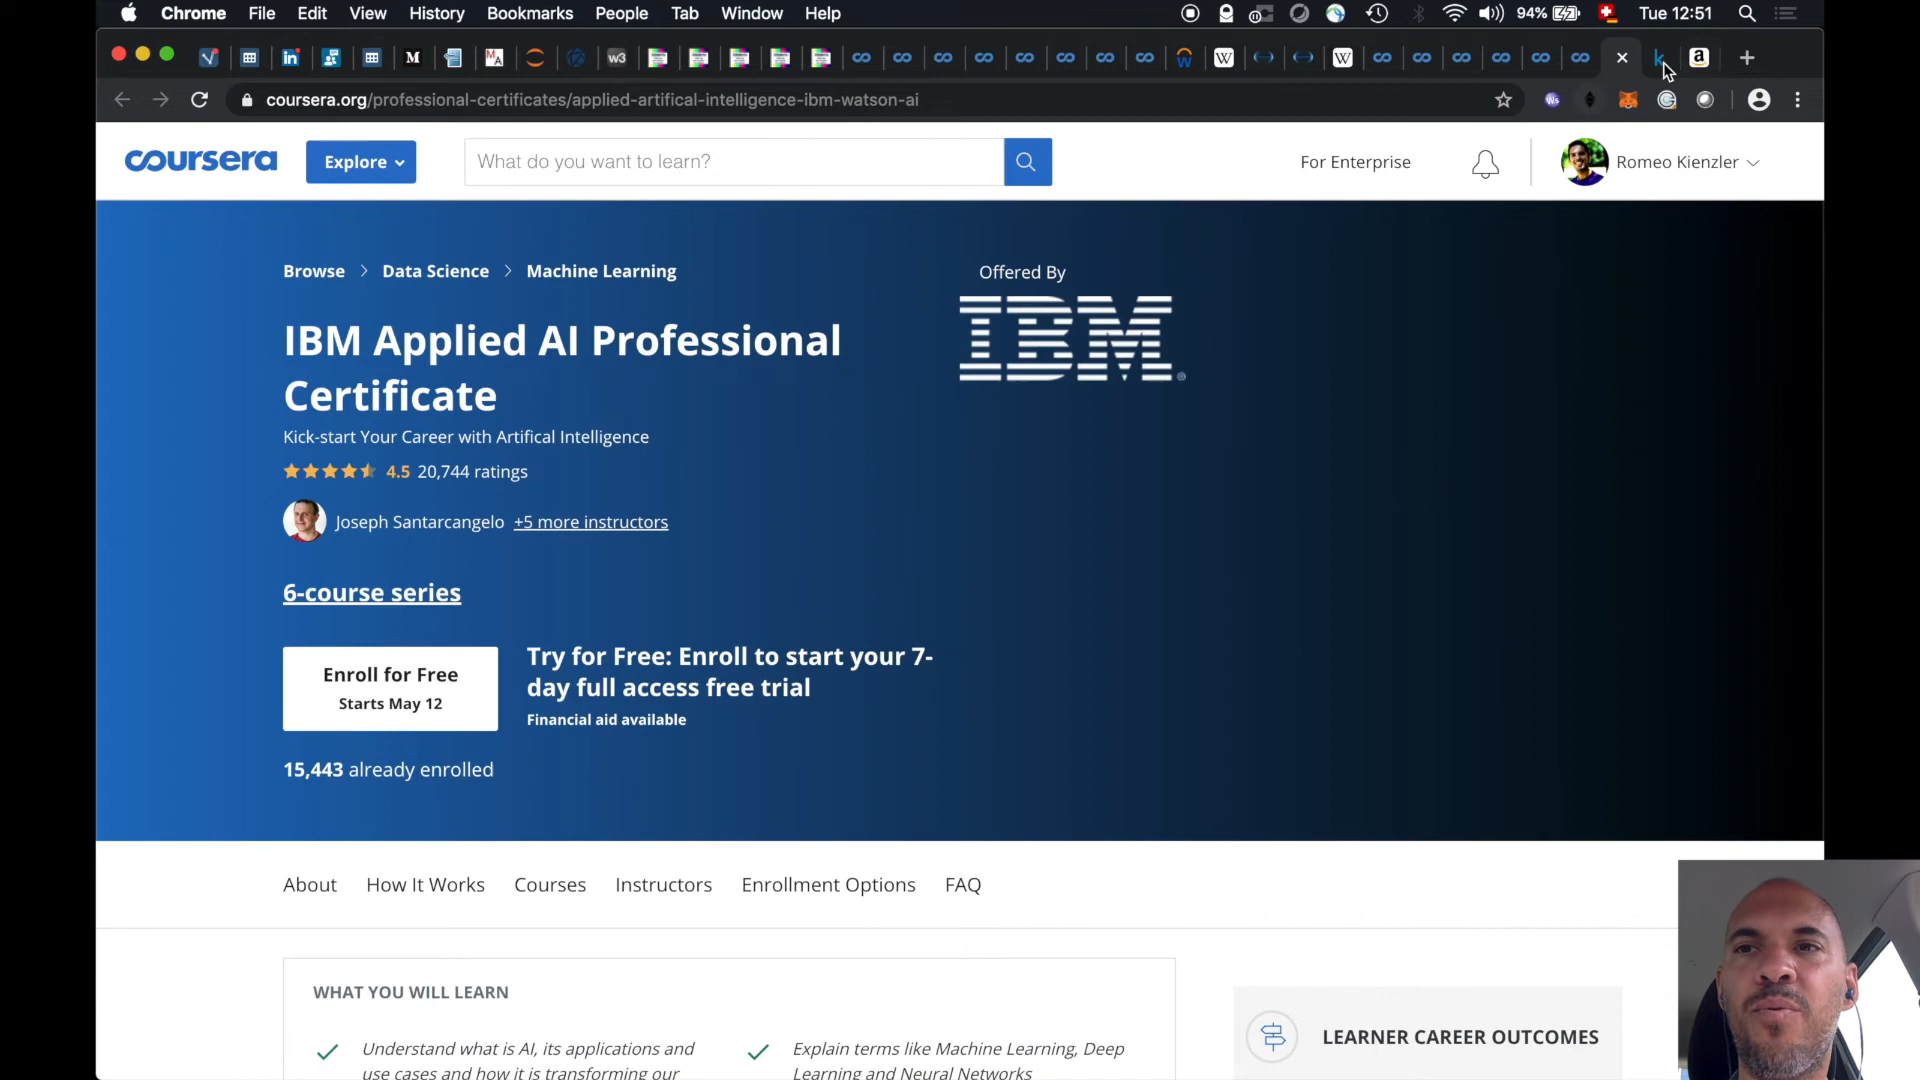 Chrome File Edit View History Bookmarks People Tab Window Help 94% Tue 12:51
M MA w3 W W k a
coursera.org/professional-certificates/applied-artifical-intelligence-ibm-watson-ai
coursera Explore What do you want to learn? For Enterprise Romeo Kienzler
Browse Data Science Machine Learning
Offered By
IBM
IBM Applied AI Professional
Certificate
Kick-start Your Career with Artifical Intelligence
4.5 20,744 ratings
Joseph Santarcangelo +5 more instructors
6-course series
Enroll for Free
Starts May 12
Try for Free: Enroll to start your 7-
day full access free trial
Financial aid available
15,443 already enrolled
About How It Works Courses Instructors Enrollment Options FAQ
WHAT YOU WILL LEARN
Understand what is AI, its applications and
use cases and how it is transforming our
Explain terms like Machine Learning, Deep
Learning and Neural Networks
LEARNER CAREER OUTCOMES